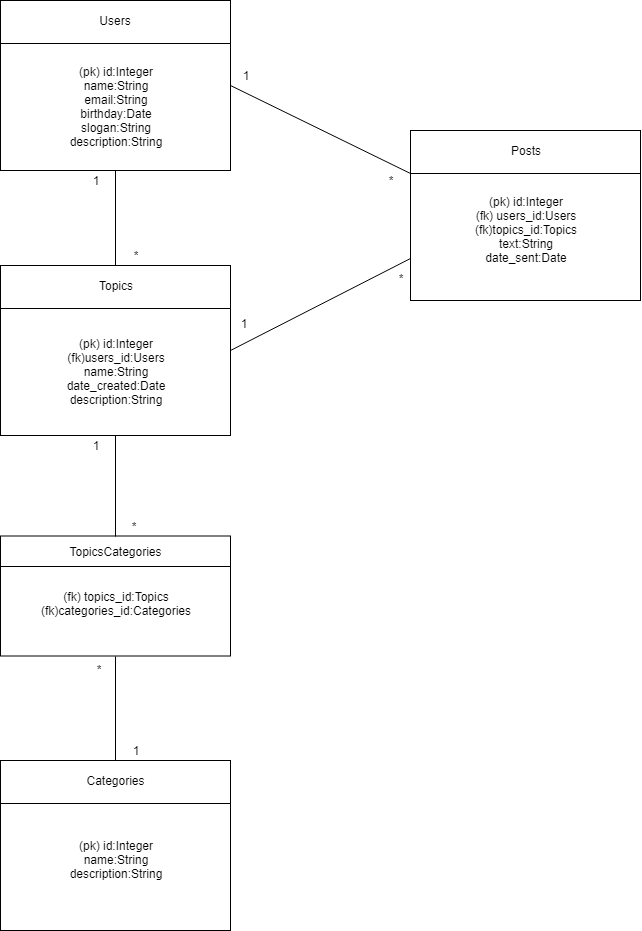 Users
(pk) id:Integer
name:String
email:String
birthday:Date
slogan:String
description:String
1
*
Posts
(pk) id:Integer
(fk) users_id:Users
(fk)topics_id:Topics
text:String
date_sent:Date
1
*
Topics
(pk) id:Integer
(fk)users_id:Users
name:String
date_created:Date
description:String
*
1
1
*
TopicsCategories
(fk) topics_id:Topics
(fk)categories_id:Categories
*
1
Categories
(pk) id:Integer
name:String
description:String